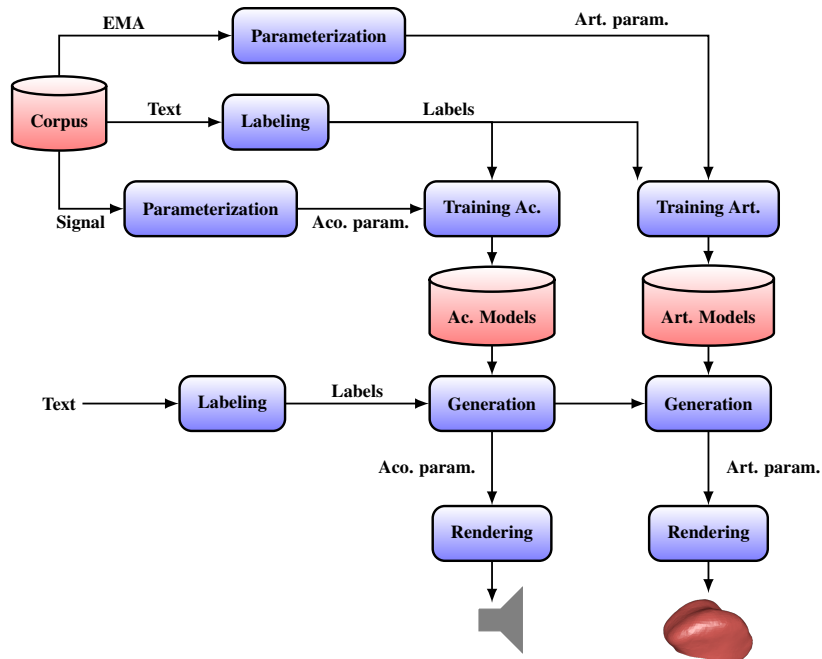 EMA
Parameterization
Art. param.
Corpus
Text
Labeling
Labels
Signal
Parameterization
Aco. param.
Training Ac.
Training Art.
Ac. Models
Art. Models
Text
Labeling
Labels
Generation
Generation
Aco. param.
Art. param.
Rendering
Rendering